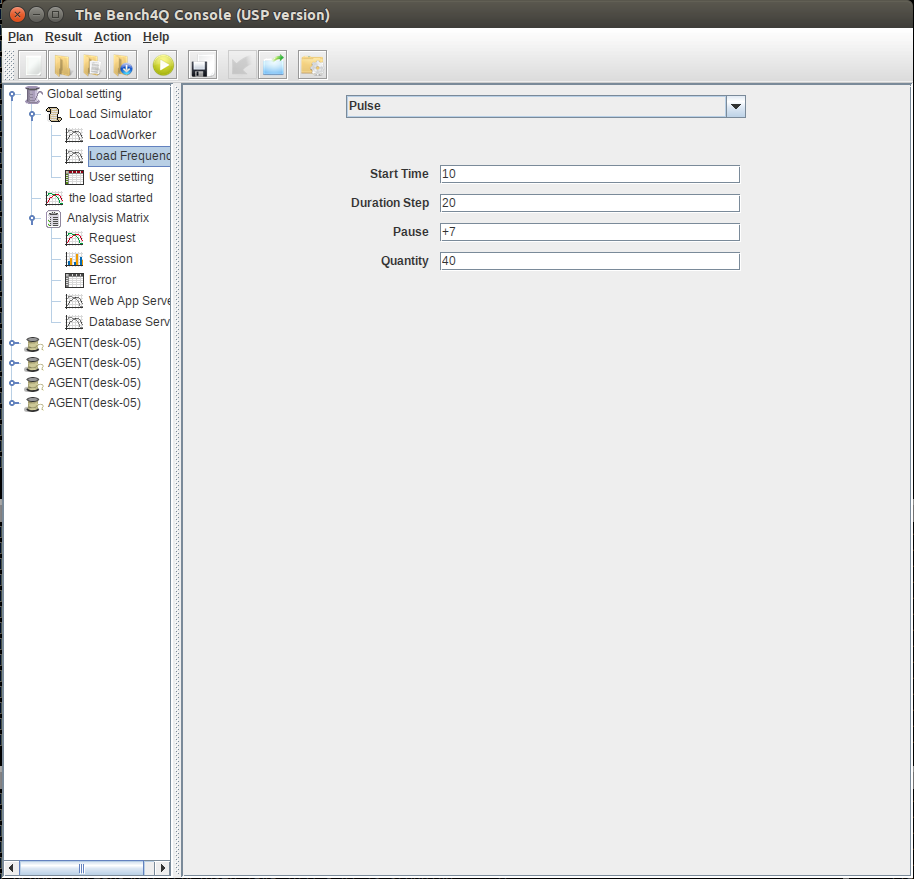 The Bench4Q Console (USP version)
Plan Result Action Help
Global setting
Load Simulator
LoadWorker
Load Frequenc
User setting
the load started
Analysis Matrix
Request
Session
Error
Web App Serve
Database Serv
AGENT(desk-05)
AGENT(desk-05)
AGENT(desk-05)
AGENT(desk-05)
Pulse
Start Time 10
Duration Step 20
Pause +7
Quantity 40